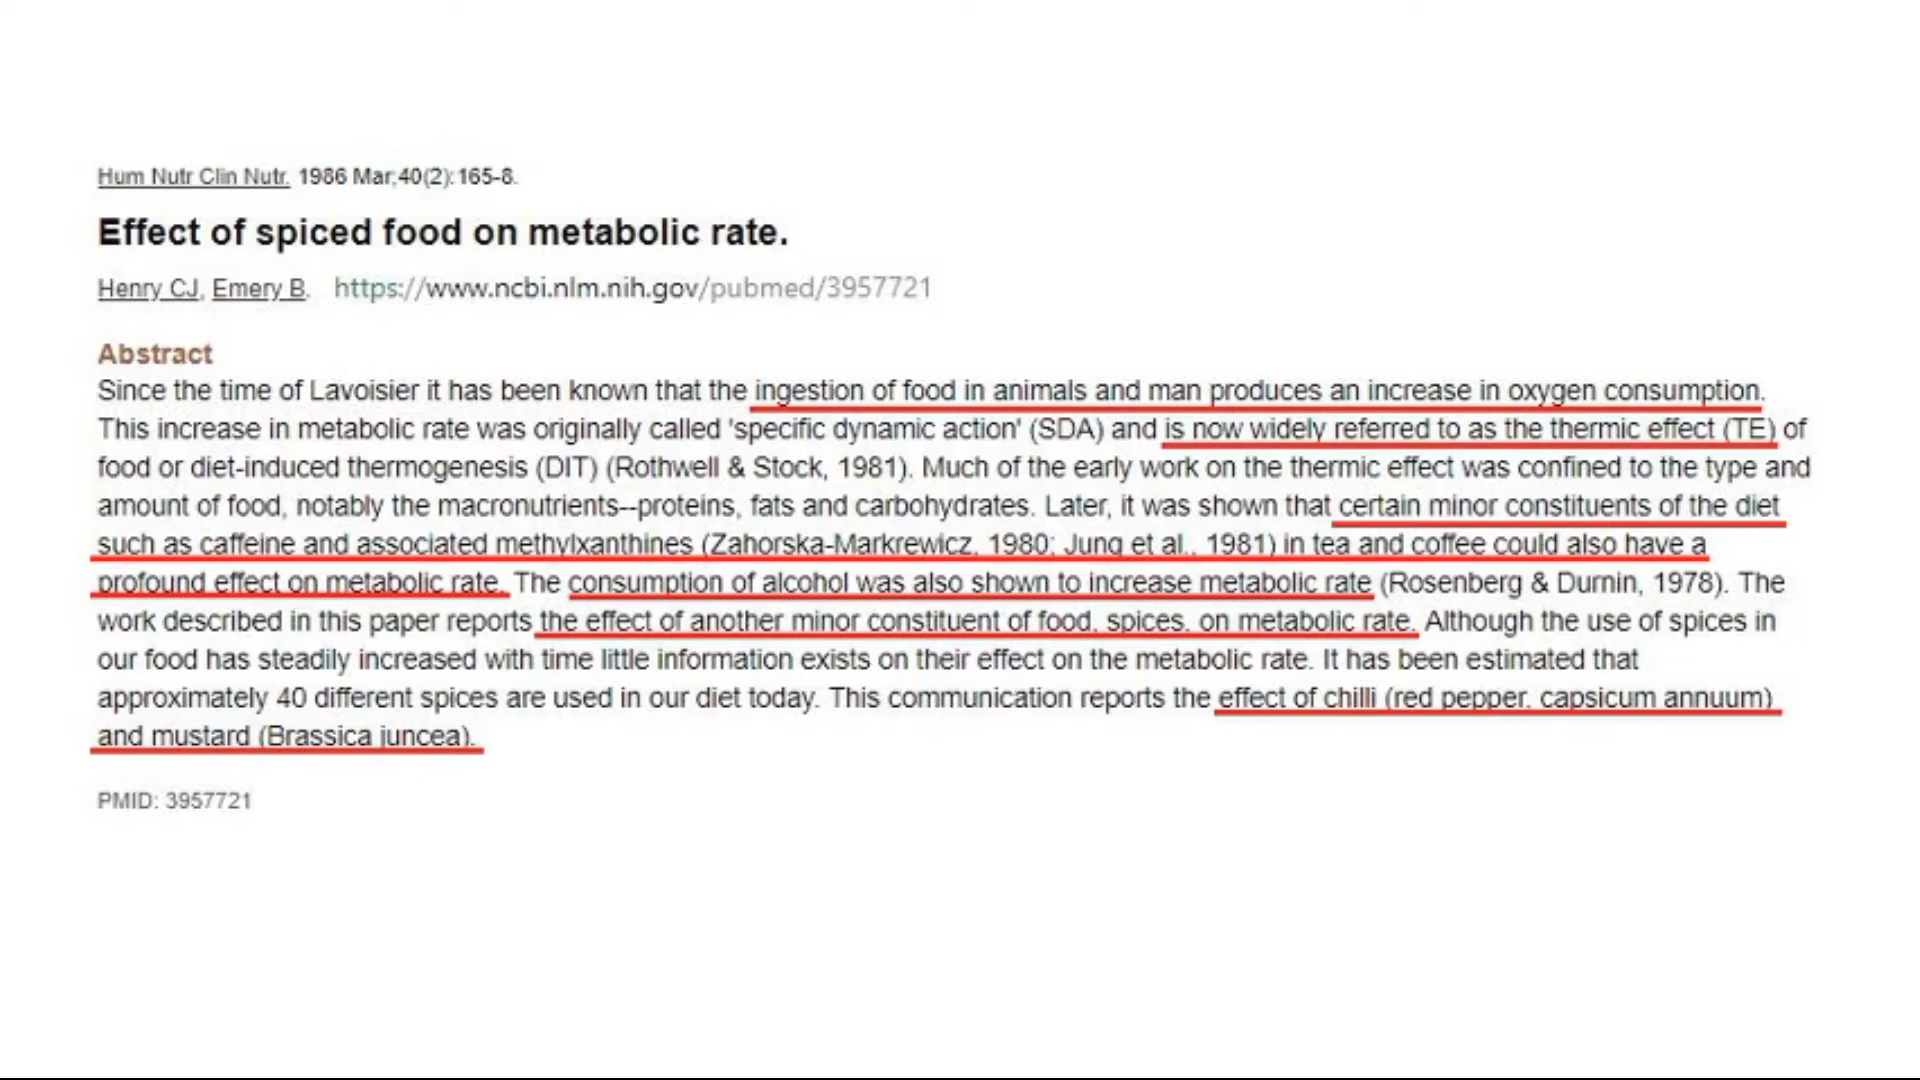 Hum Nutr Clin Nutr. 1986 Mar;40(2):165-8.
Effect of spiced food on metabolic rate.
Henry CJ, Emery B. https://www.ncbi.nlm.nih.gov/pubmed/3957721
Abstract
Since the time of Lavoisier it has been known that the ingestion of food in animals and man produces an increase in oxygen consumption.
This increase in metabolic rate was originally called 'specific dynamic action' (SDA) and is now widely referred to as the thermic effect (TE) of
food or diet-induced thermogenesis (DIT) (Rothwell & Stock, 1981). Much of the early work on the thermic effect was confined to the type and
amount of food, notably the macronutrients--proteins, fats and carbohydrates. Later, it was shown that certain minor constituents of the diet
such as caffeine and associated methylxanthines (Zahorska-Markrewicz, 1980; Jung et al., 1981) in tea and coffee could also have a
profound effect on metabolic rate. The consumption of alcohol was also shown to increase metabolic rate (Rosenberg & Durnin, 1978). The
work described in this paper reports the effect of another minor constituent of food, spices, on metabolic rate. Although the use of spices in
our food has steadily increased with time little information exists on their effect on the metabolic rate. It has been estimated that
approximately 40 different spices are used in our diet today. This communication reports the effect of chilli (red pepper, capsicum annuum)
and mustard (Brassica juncea).
PMID: 3957721